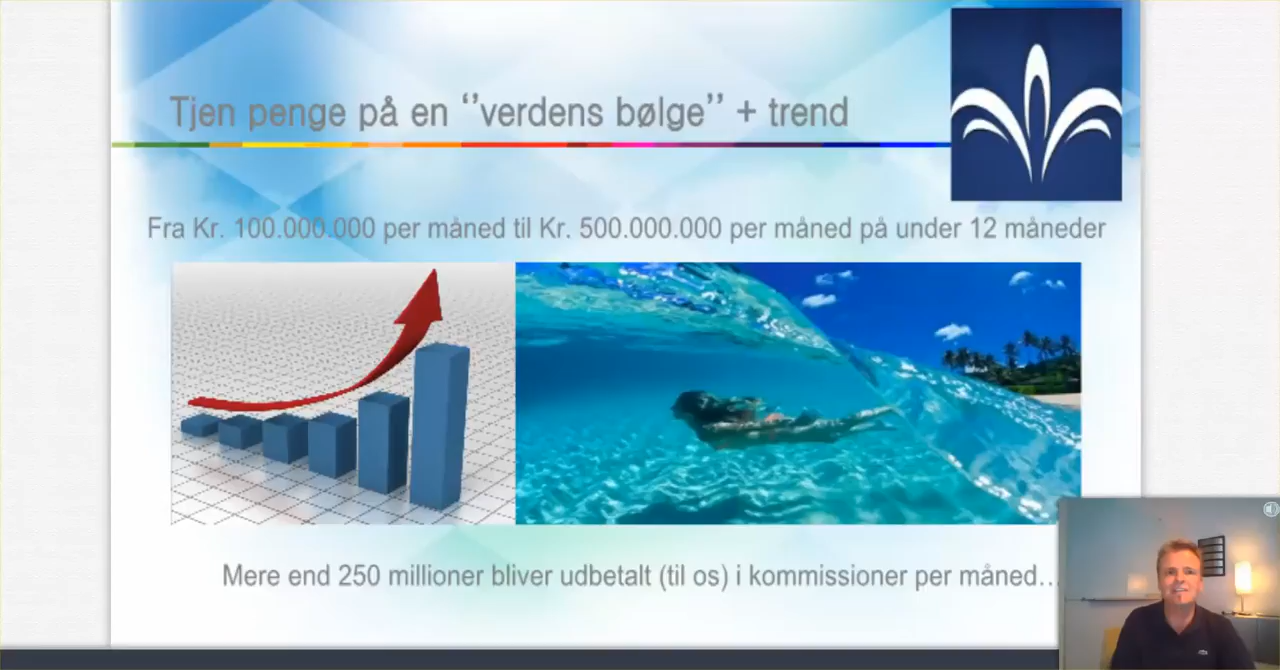 Tjen penge på en ‘’verdens bølge’’ + trend
Fra Kr. 100.000.000 per måned til Kr. 500.000.000 per måned på under 12 måneder
Mere end 250 millioner bliver udbetalt (til os) i kommissioner per måned…